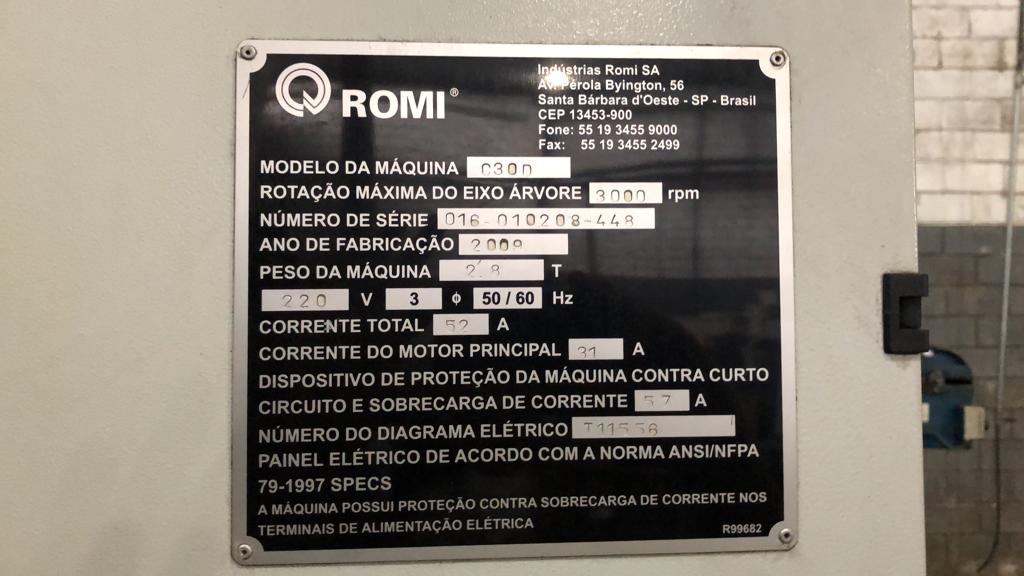 ROMI®
Indústrias Romi SA
Av. Pérola Byington, 56
Santa Bárbara d'Oeste - SP - Brasil
CEP 13453-900
Fone: 55 19 3455 9000
Fax: 55 19 3455 2499
MODELO DA MÁQUINA C30D
ROTAÇÃO MÁXIMA DO EIXO ÁRVORE 3000 rpm
NÚMERO DE SÉRIE 016-010208-448
ANO DE FABRICAÇÃO 2009
PESO DA MÁQUINA 2.8 T
220 V 3 ϕ 50 / 60 Hz
CORRENTE TOTAL 52 A
CORRENTE DO MOTOR PRINCIPAL 31 A
DISPOSITIVO DE PROTEÇÃO DA MÁQUINA CONTRA CURTO
CIRCUITO E SOBRECARGA DE CORRENTE 57 A
NÚMERO DO DIAGRAMA ELÉTRICO
PAINEL ELÉTRICO DE ACORDO COM A NORMA ANSI/NFPA
79-1997 SPECS
A MÁQUINA POSSUI PROTEÇÃO CONTRA SOBRECARGA DE CORRENTE NOS
TERMINAIS DE ALIMENTAÇÃO ELÉTRICA
R99682